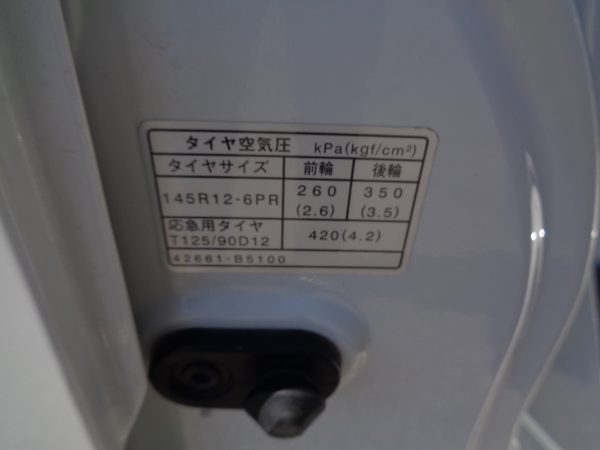 タイヤ空気圧 kPa(kgf/cm²)
タイヤサイズ 前輪 後輪
145R12-6PR 260 (2.6) 350 (3.5)
応急用タイヤ
T125/90D12 420(4.2)
42661-B5100